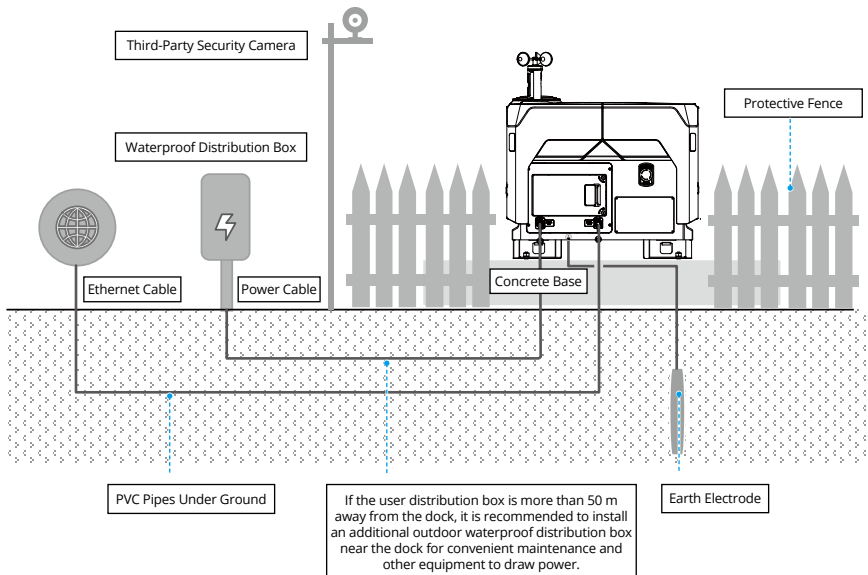 Third-Party Security Camera
Protective Fence
Waterproof Distribution Box
Ethernet Cable
Power Cable
Concrete Base
PVC Pipes Under Ground
If the user distribution box is more than 50 m
away from the dock, it is recommended to install
an additional outdoor waterproof distribution box
near the dock for convenient maintenance and
other equipment to draw power.
Earth Electrode